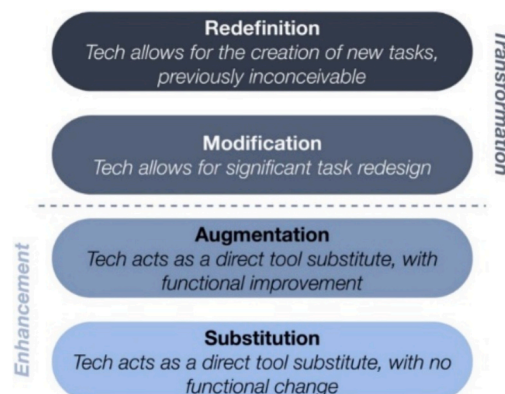 Redefinition
Tech allows for the creation of new tasks,
previously inconceivable
Transformation
Modification
Tech allows for significant task redesign
Augmentation
Tech acts as a direct tool substitute, with
functional improvement
Enhancement
Substitution
Tech acts as a direct tool substitute, with no
functional change